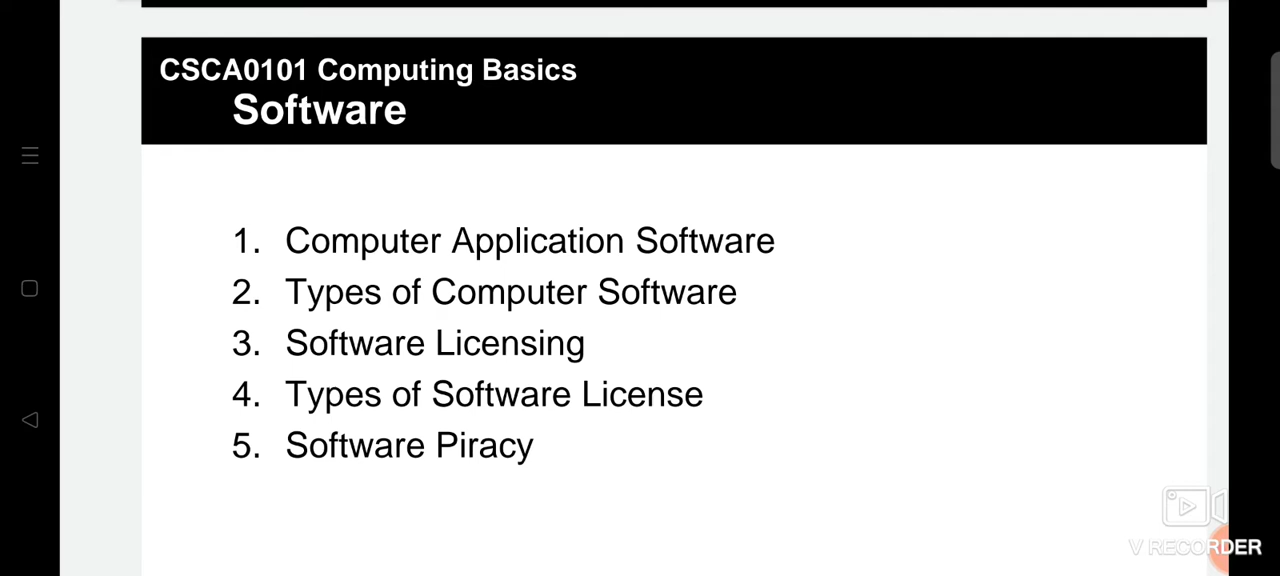 CSCA0101 Computing Basics
Software
1. Computer Application Software
2. Types of Computer Software
3. Software Licensing
4. Types of Software License
5. Software Piracy
V RECORDER